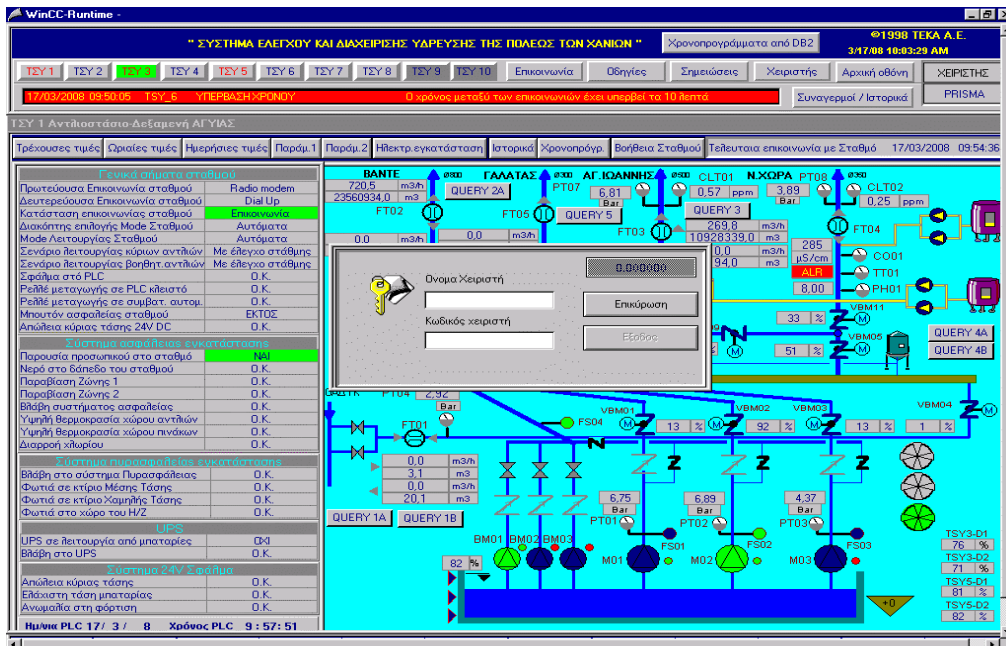 WinCC-Runtime -
" ΣΥΣΤΗΜΑ ΕΛΕΓΧΟΥ ΚΑΙ ΔΙΑΧΕΙΡΙΣΗΣ ΥΔΡΕΥΣΗΣ ΤΗΣ ΠΟΛΕΩΣ ΤΩΝ ΧΑΝΙΩΝ "
Χρονοπρογράμματα από DB2
©1998 TEKA A.E.
3/17/08 10:03:29 AM
ΤΣΥ 1 ΤΣΥ 2 ΤΣΥ 3 ΤΣΥ 4 ΤΣΥ 5 ΤΣΥ 6 ΤΣΥ 7 ΤΣΥ 8 ΤΣΥ 9 ΤΣΥ 10 Επικοινωνία Οδηγίες Σημειώσεις Χειριστής Αρχική οθόνη ΧΕΙΡΙΣΤΗΣ
17/03/2008 09:50:05 TSY_6 ΥΠΕΡΒΑΣΗ ΧΡΟΝΟΥ Ο χρόνος μεταξύ των επικοινωνιών έχει υπερβεί τα 10 λεπτά Συναγερμοί / Ιστορικά PRISMA
ΤΣΥ 1 Αντλιοστάσιο-Δεξαμενή ΑΓΥΙΑΣ
Τρέχουσες τιμές Ωριαίες τιμές Ημερήσιες τιμές Παράμ.1 Παράμ.2 Ηλεκτρ.εγκατάσταση Ιστορικά Χρονοπρόγρ. Βοήθεια Σταθμού Τελευταια επικοινωνία με Σταθμό 17/03/2008 09:54:36
Γενικά σήματα σταθμού
Πρωτεύουσα Επικοινωνία σταθμού Radio modem
Δευτερεύουσα Επικοινωνία σταθμού Dial Up
Κατάσταση επικοινωνίας σταθμού Επικοινωνία
Διακόπτης επιλογής Mode Σταθμού Αυτόματα
Mode Λειτουργίας Σταθμού Αυτόματα
Σενάριο λειτουργίας κύριων αντλιών Με έλεγχο στάθμης
Σενάριο λειτουργίας βοηθητ.αντλιών Με έλεγχο στάθμης
Σφάλμα στό PLC O.K.
Ρελλέ μεταγωγής σε PLC κλειστό O.K.
Ρελλέ μεταγωγής σε συμβατ. αυτομ. O.K.
Μπουτόν ασφαλείας σταθμού ΕΚΤΟΣ
Απώλεια κύριας τάσης 24V DC O.K.
Σύστημα ασφάλειας εγκατάστασης
Παρουσία προσωπικού στο σταθμό ΝΑΙ
Νερό στο δάπεδο του σταθμού O.K.
Παραβίαση Ζώνης 1 O.K.
Παραβίαση Ζώνης 2 O.K.
Βλάβη συστήματος ασφαλείας O.K.
Υψηλή θερμοκρασία χώρου αντλιών O.K.
Υψηλή θερμοκρασία χώρου πινάκων O.K.
Διαρροή χλωρίου O.K.
Σύστημα πυρασφάλειας εγκατάστασης
Βλάβη στο σύστημα Πυρασφάλειας O.K.
Φωτιά σε κτίριο Μέσης Τάσης O.K.
Φωτιά σε κτίριο Χαμηλής Τάσης O.K.
Φωτιά στο χώρο του Η/Ζ O.K.
UPS
UPS σε λειτουργία από μπαταρίες ΟΧΙ
Βλάβη στο UPS O.K.
Σύστημα 24V Σφάλμα
Απώλεια κύριας τάσης O.K.
Ελάχιστη τάση μπαταρίας O.K.
Ανωμαλία στη φόρτιση O.K.
Ημ/νια PLC 17/ 3 / 8 Χρόνος PLC 9 : 57 : 51
ΒΑΝΤΕ Ø800 ΓΑΛΑΤΑΣ Ø300 ΑΓ.ΙΩΑΝΝΗΣ Ø500 CLT01 Ν.ΧΩΡΑ PT08 Ø350
720,5 m3/h QUERY 2A PT07 6,81 Bar 0,57 ppm 3,89 Bar CLT02
23560934,0 m3 0,25 ppm
FT02 FT05 QUERY 5 QUERY 3
0,0 m3/h 0,0 m3/h FT03 269,8 m3/h FT04
10928339,0 m3
0,0 m3/h 285 µS/cm CO01
94,0 m3 ALR TT01
8,00 PH01
Ονομα Χειριστή
0.000000
Επικύρωση
Κωδικός χειριστή
Εξοδος
VBM11
33 %
VBM05 QUERY 4A
% 51 % QUERY 4B
PT04 2,92 Bar
FT01 FS04 VBM01 13 % VBM02 92 % VBM03 13 % VBM04 1 %
0,0 m3/h
3,1 m3
0,0 m3/h
20,1 m3
QUERY 1A QUERY 1B
6,75 Bar 6,89 Bar 4,37 Bar
PT01 PT02 PT03
BM01 BM02 BM03 FS01 FS02 FS03
M01 M02 M03
82 %
TSY3-D1
76 %
TSY3-D2
71 %
TSY5-D1
81 %
TSY5-D2
82 %
+0